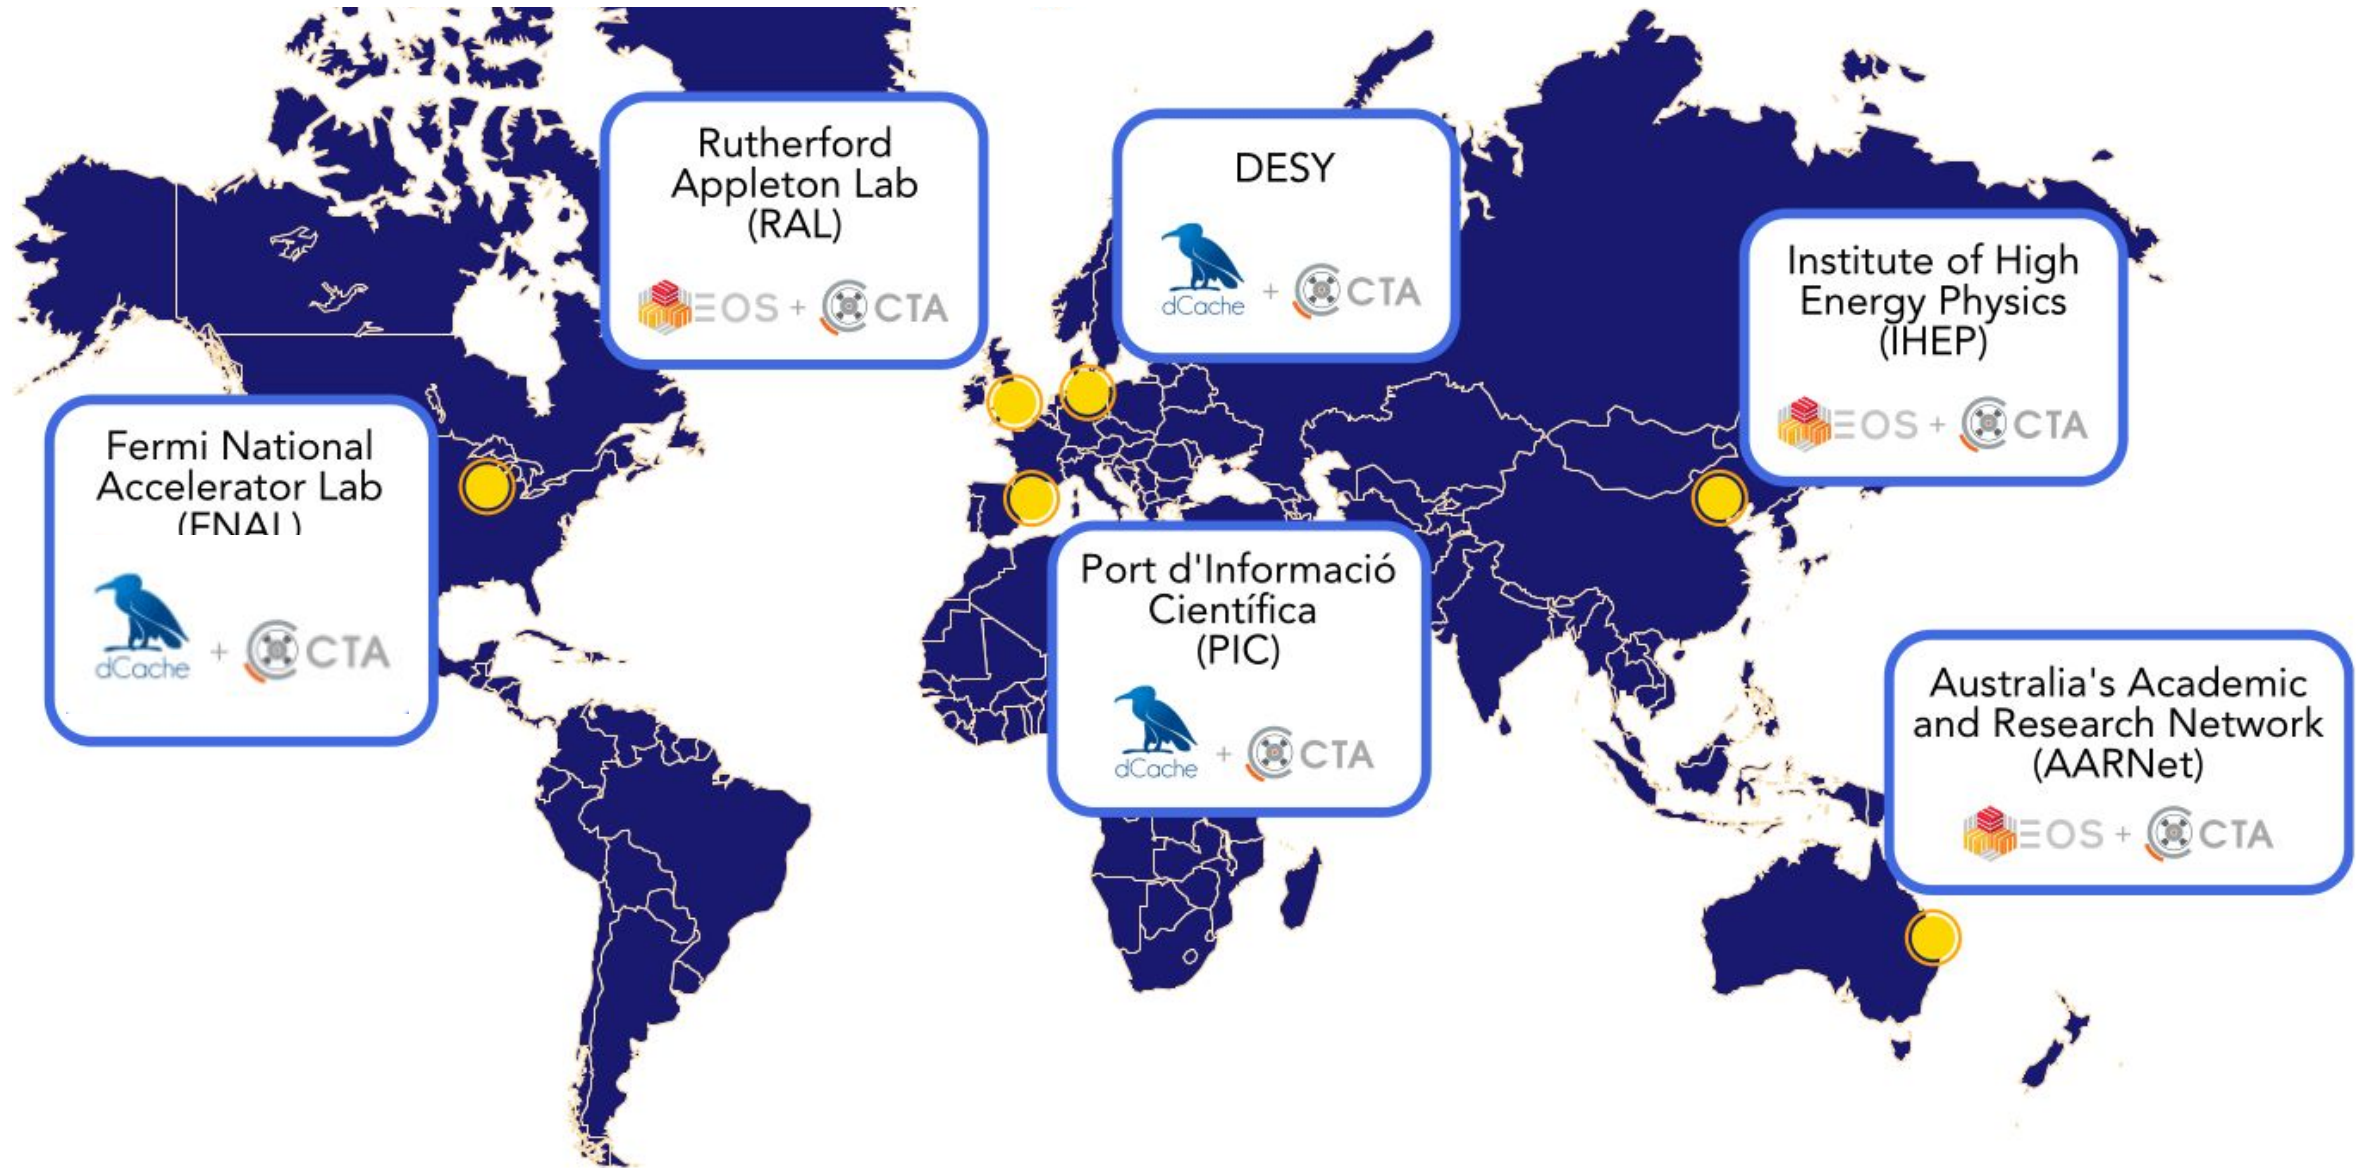 Rutherford
Appleton Lab
(RAL)
EOS + CTA
DESY
dCache + CTA
Institute of High
Energy Physics
(IHEP)
EOS + CTA
Fermi National
Accelerator Lab
(FNAL)
dCache + CTA
Port d'Informació
Científica
(PIC)
dCache + CTA
Australia's Academic
and Research Network
(AARNet)
EOS + CTA